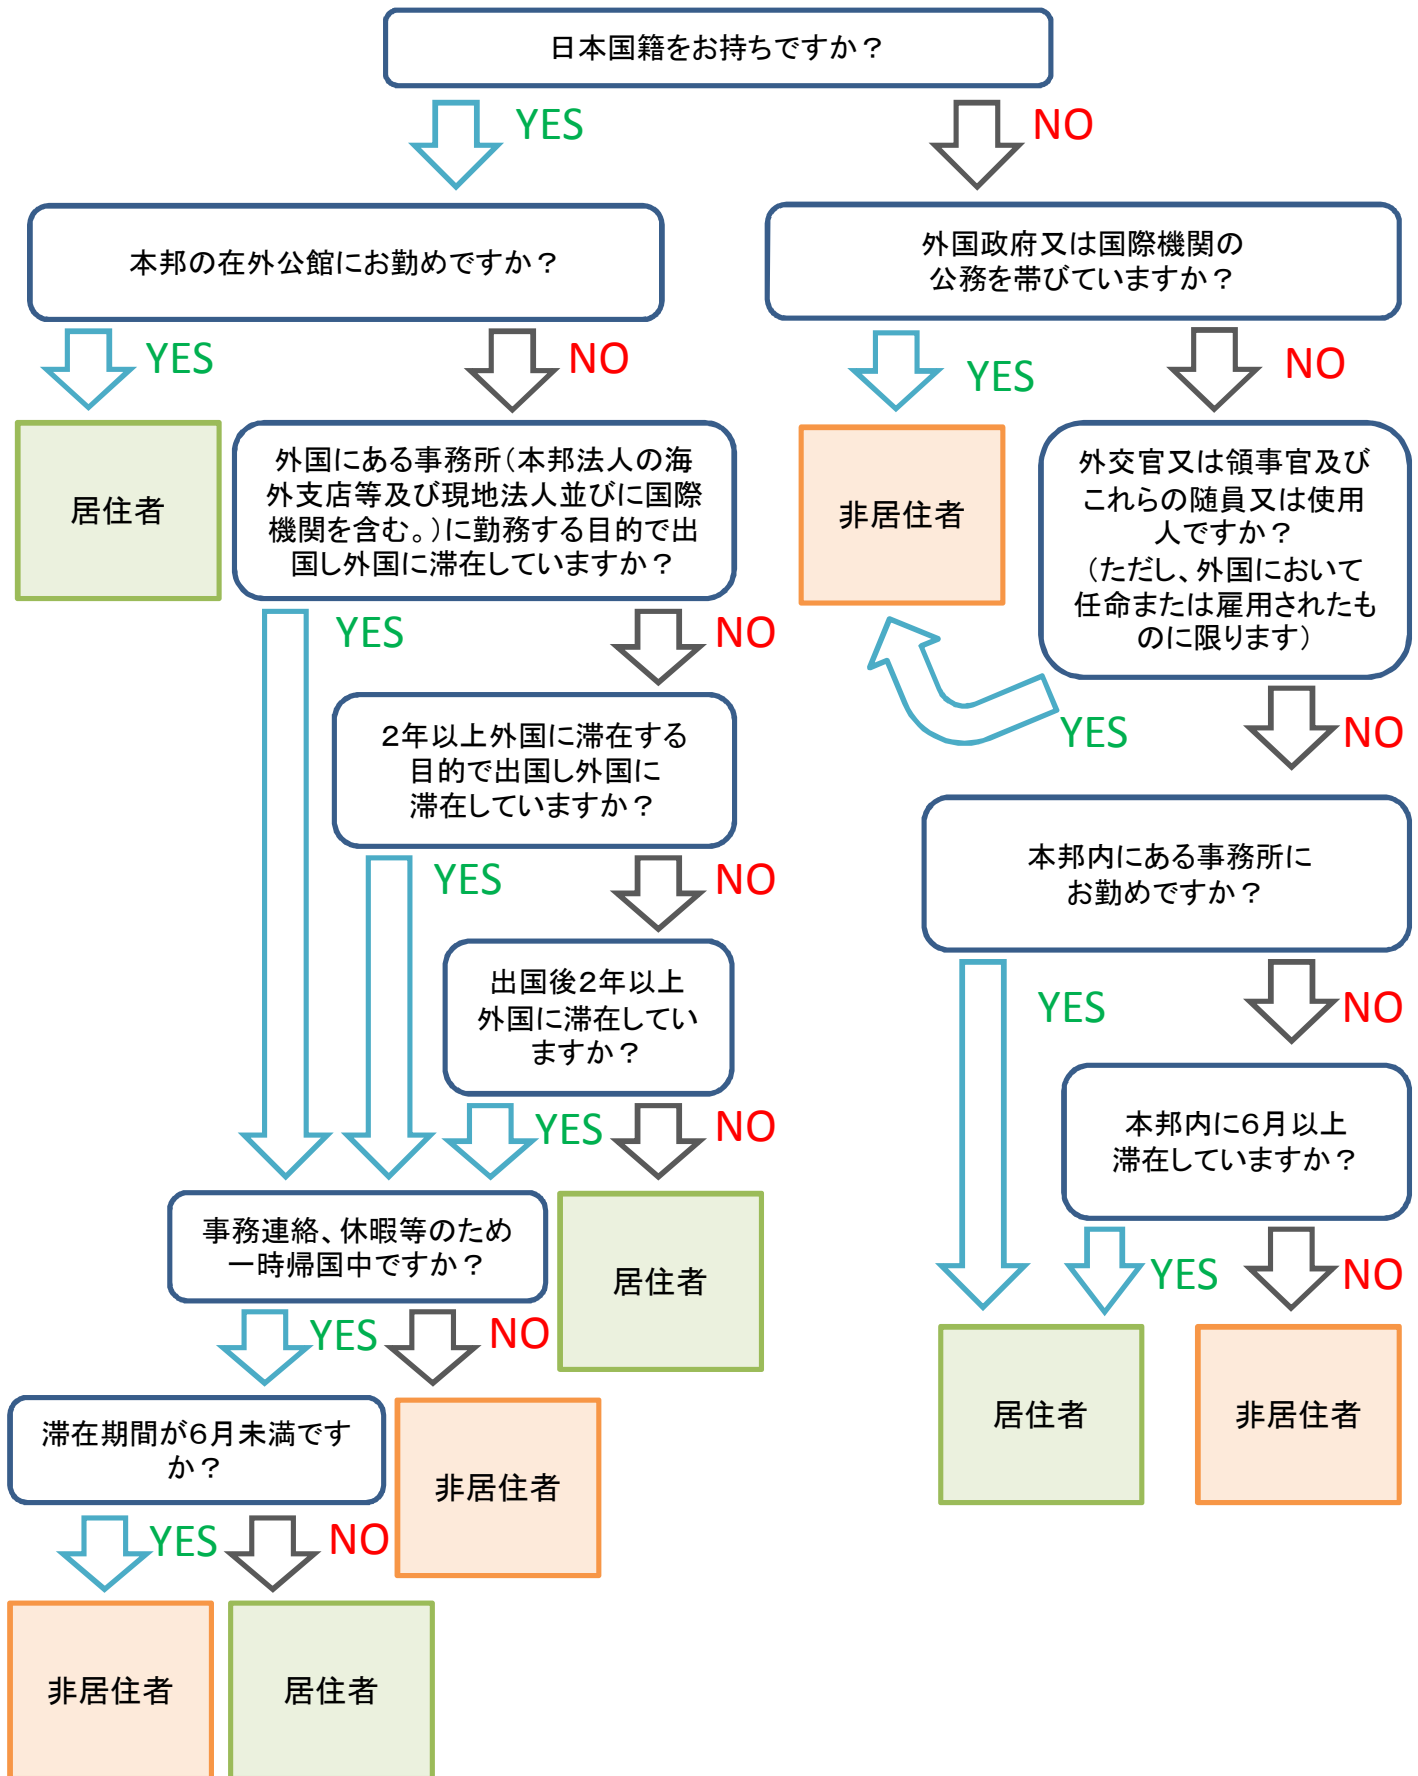 日本国籍をお持ちですか？
YES
NO
本邦の在外公館にお勤めですか？
外国政府又は国際機関の
公務を帯びていますか？
YES
NO
YES
NO
居住者
外国にある事務所（本邦法人の海
外支店等及び現地法人並びに国際
機関を含む。）に勤務する目的で出
国し外国に滞在していますか？
非居住者
外交官又は領事官及び
これらの随員又は使用
人ですか？
（ただし、外国において
任命または雇用されたも
のに限ります）
YES
NO
YES
NO
２年以上外国に滞在する
目的で出国し外国に
滞在していますか？
本邦内にある事務所に
お勤めですか？
YES
NO
出国後２年以上
外国に滞在してい
ますか？
YES
NO
YES
NO
本邦内に６月以上
滞在していますか？
事務連絡、休暇等のため
一時帰国中ですか？
居住者
YES
NO
YES
NO
滞在期間が６月未満です
か？
非居住者
居住者
非居住者
YES
NO
非居住者
居住者